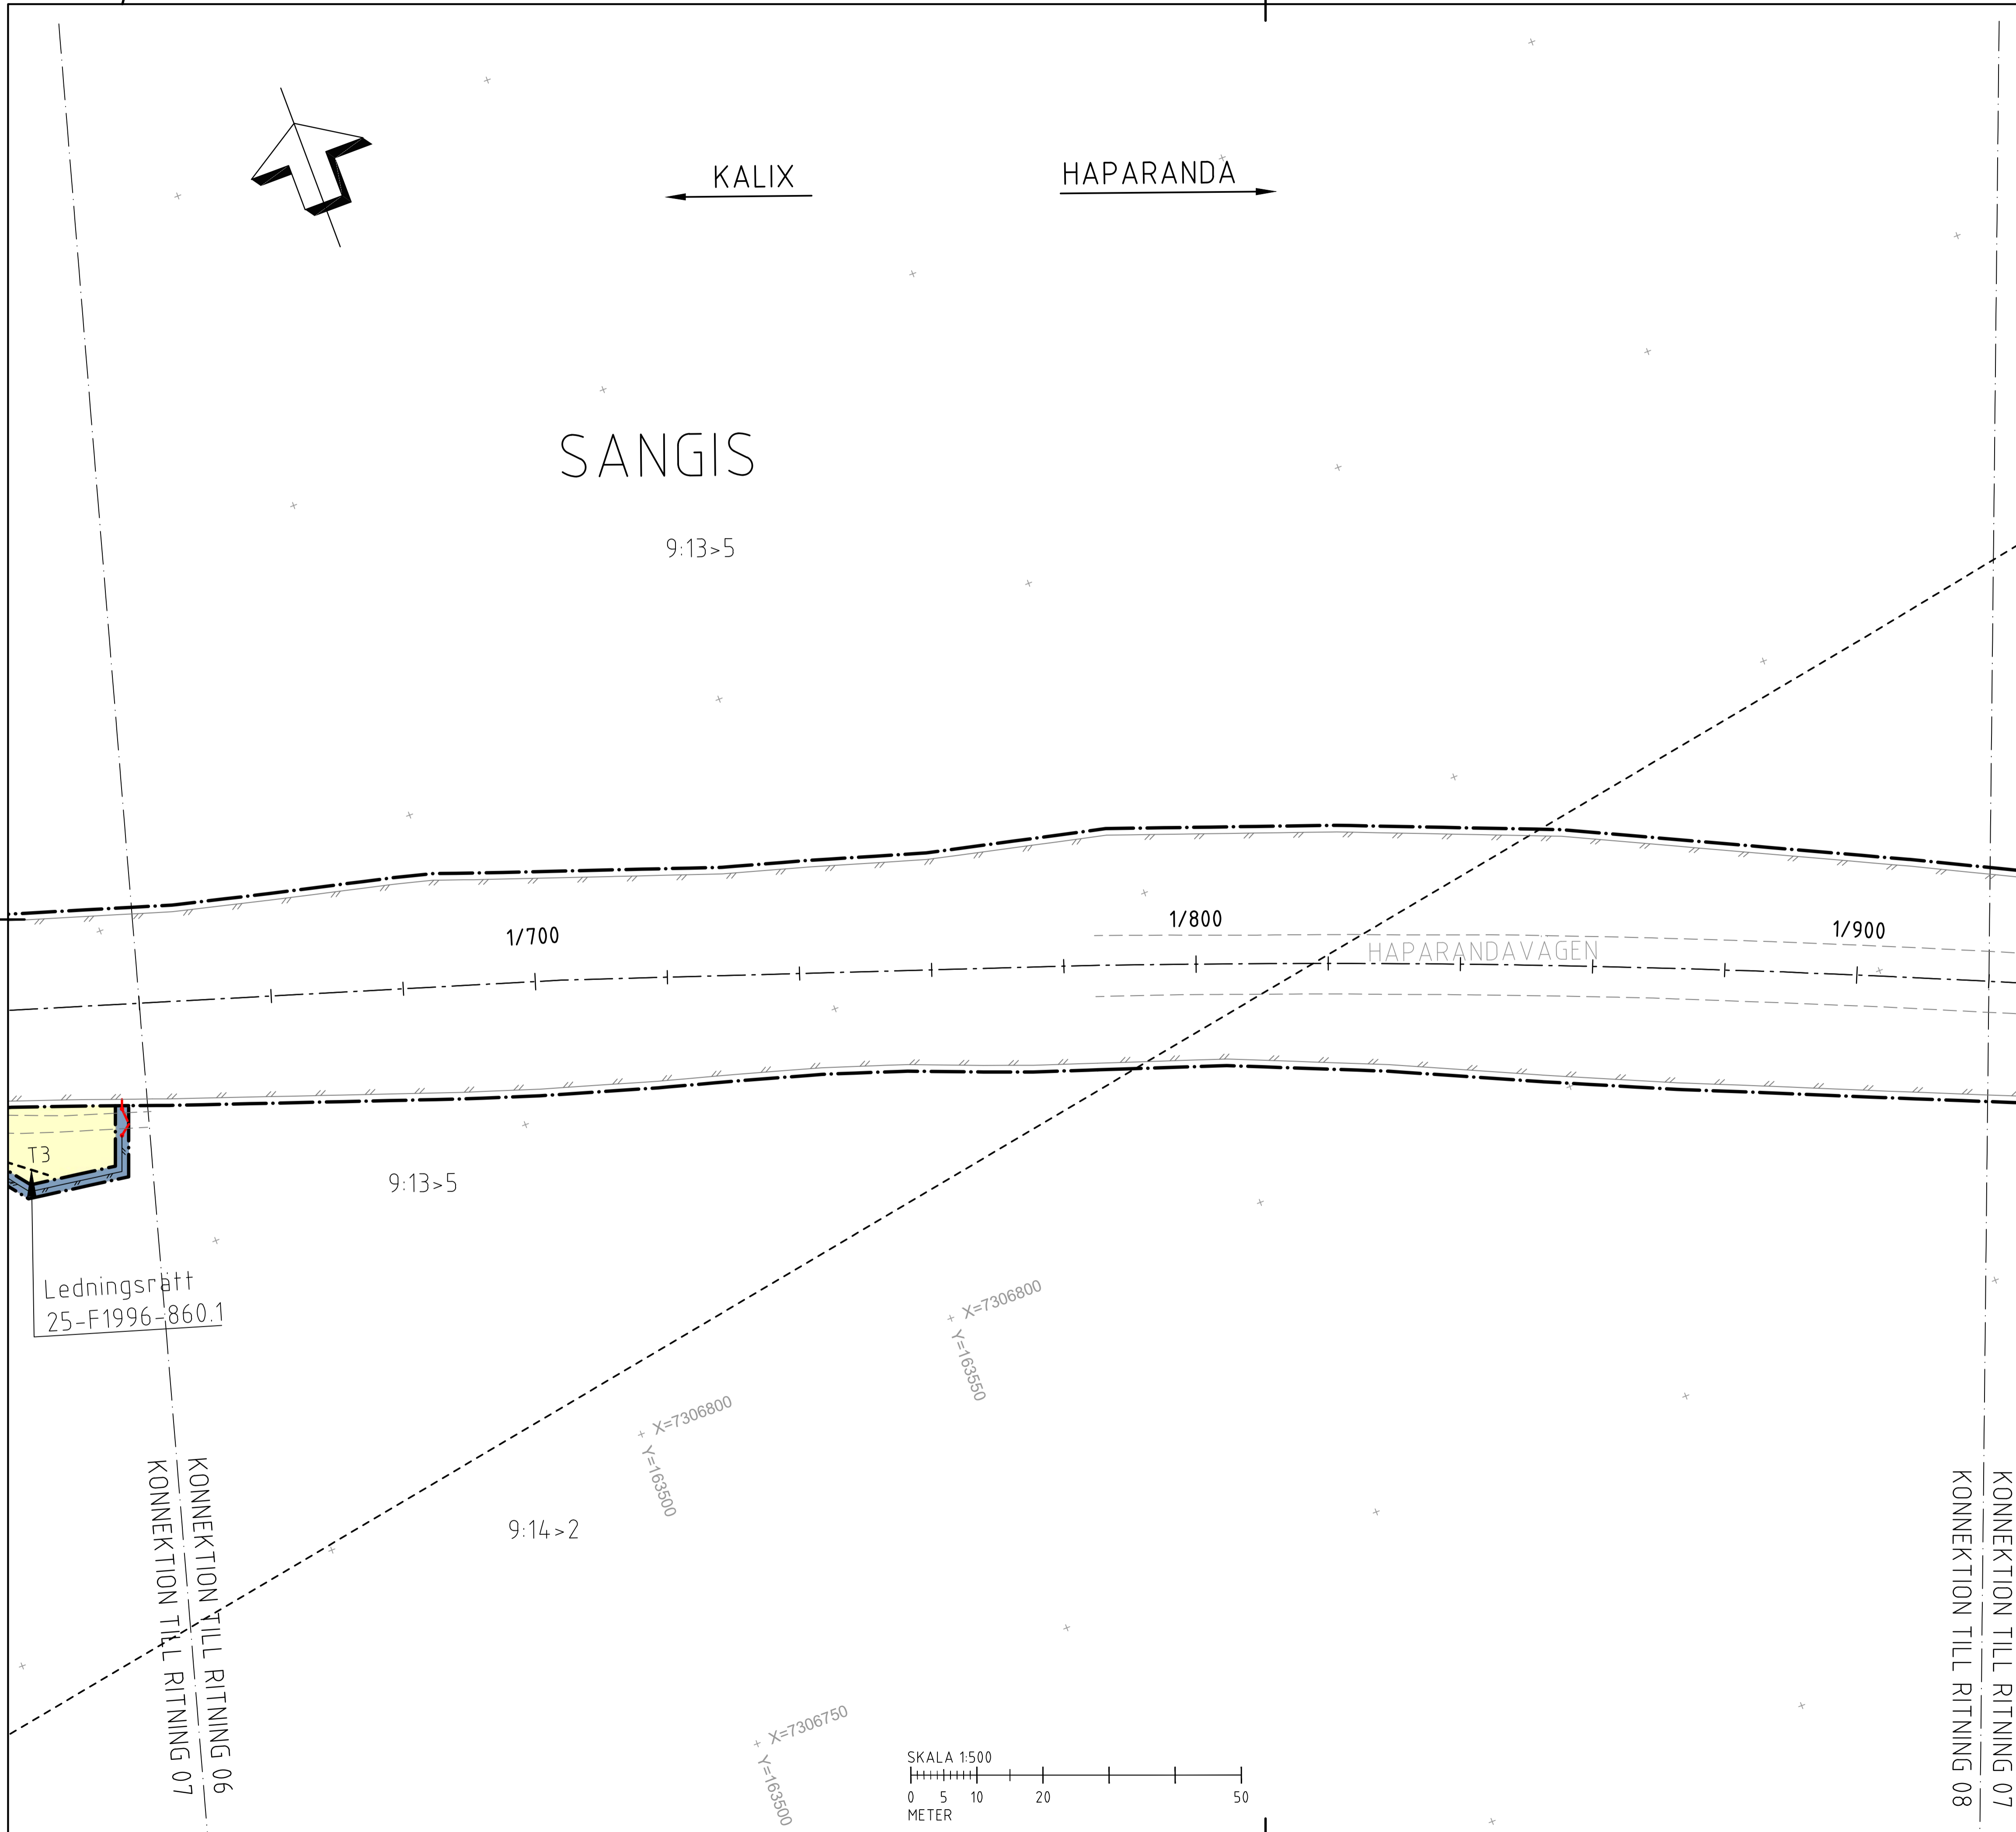 KALIX
HAPARANDA
SANGIS
9:13>5
1/700
1/800
1/900
HAPARANDAVÄGEN
T3
9:13>5
Ledningsrätt
25-F1996-860.1
X=7306800
Y=163550
X=7306800
Y=163500
9:14>2
KONNEKTION TILL RITNING 06
KONNEKTION TILL RITNING 07
KONNEKTION TILL RITNING 07
KONNEKTION TILL RITNING 08
X=7306750
Y=163500
SKALA 1:500
0 5 10 20 50
METER